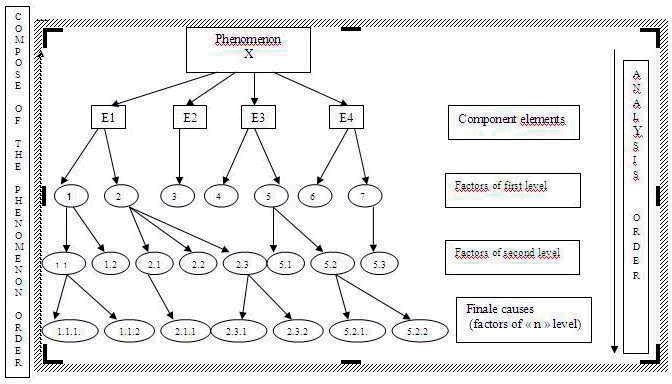 COMPOSE OF THE PHENOMENON ORDER
Phenomenon
X
ANALYSIS ORDER
E1 E2 E3 E4
Component elements
1 2 3 4 5 6 7
Factors of first level
1.1 1.2 2.1 2.2 2.3 5.1 5.2 5.3
Factors of second level
Finale causes
(factors of « n » level)
1.1.1. 1.1.2 2.1.1 2.3.1 2.3.2 5.2.1. 5.2.2